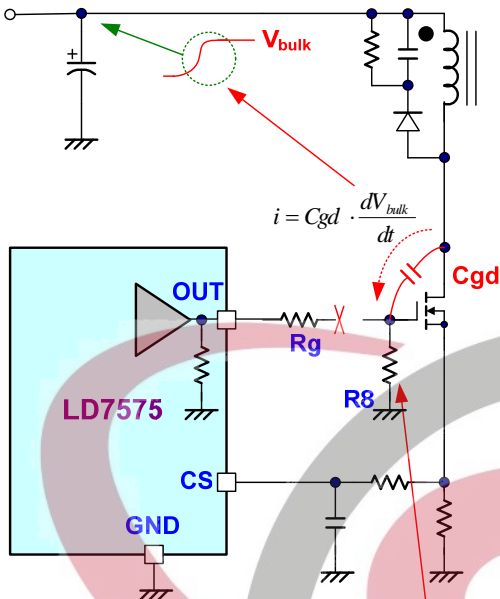 +
Vbulk
i = Cgd · dVbulk / dt
Cgd
OUT
Rg
R8
LD7575
CS
GND